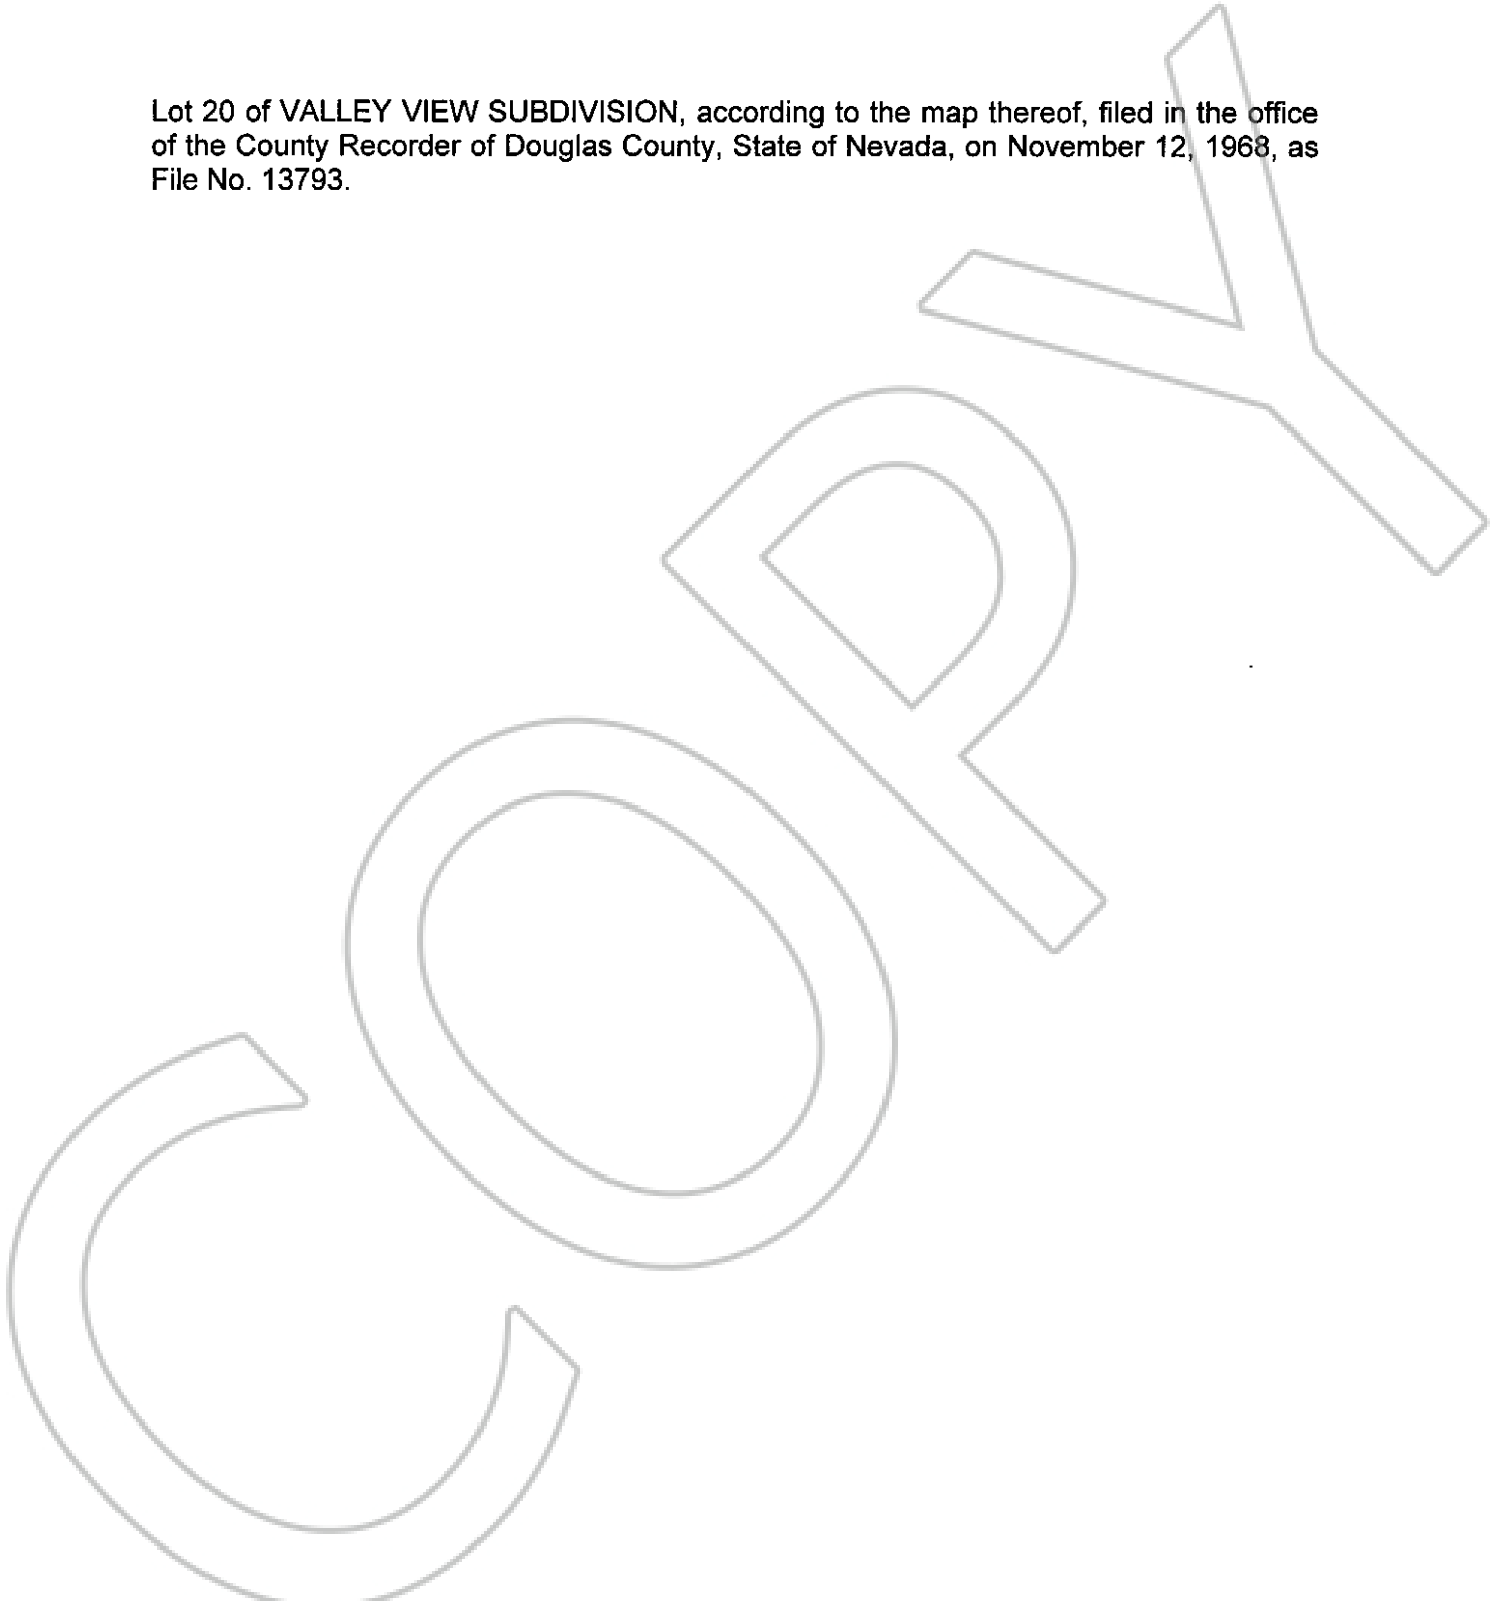 Lot 20 of VALLEY VIEW SUBDIVISION, according to the map thereof, filed in the office
of the County Recorder of Douglas County, State of Nevada, on November 12, 1968, as
File No. 13793.
COPY